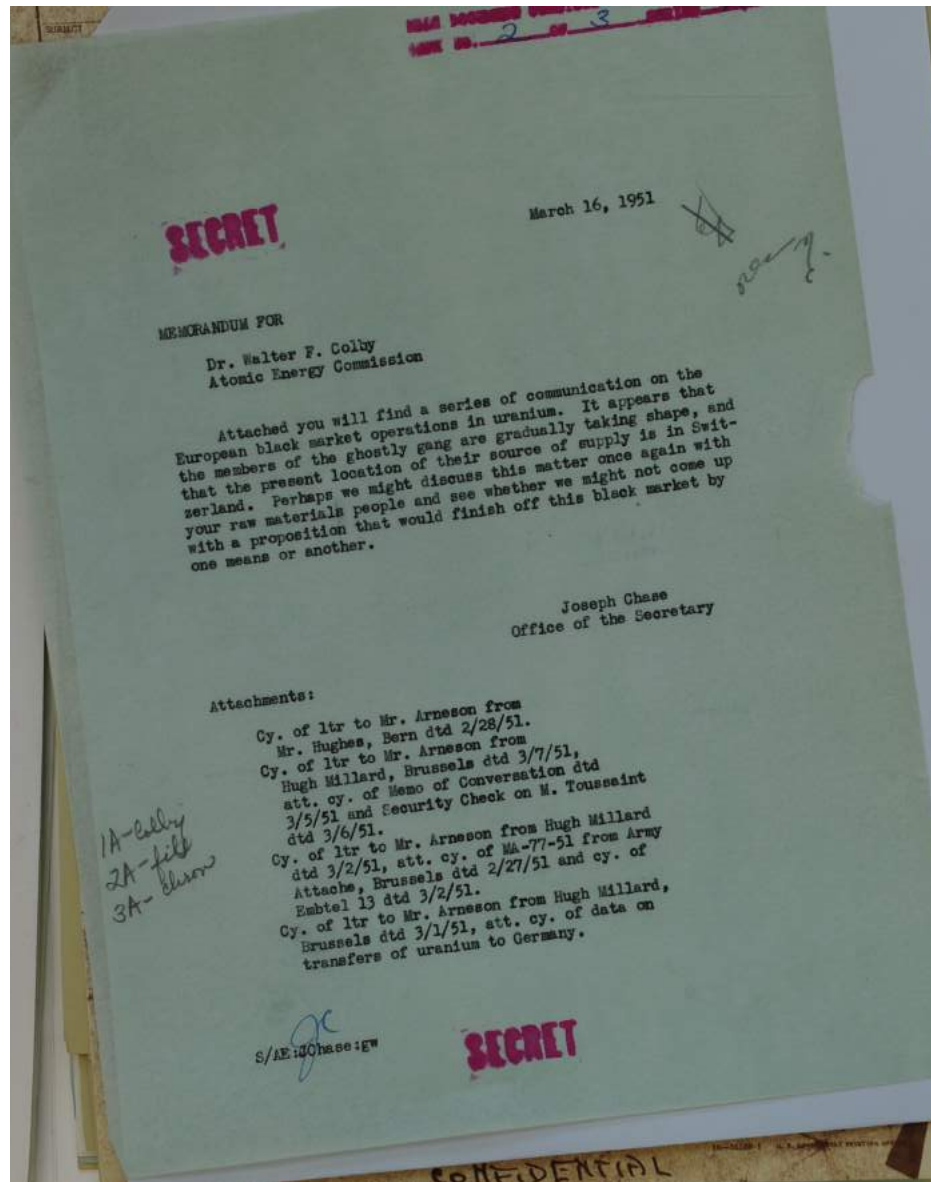 SUBJECT
2 OF 3
SECRET
March 16, 1951
MEMORANDUM FOR
Dr. Walter F. Colby
Atomic Energy Commission
Attached you will find a series of communication on the
European black market operations in uranium. It appears that
the members of the ghostly gang are gradually taking shape, and
that the present location of their source of supply is in Swit-
zerland. Perhaps we might discuss this matter once again with
your raw materials people and see whether we might not come up
with a proposition that would finish off this black market by
one means or another.
Joseph Chase
Office of the Secretary
Attachments:
Cy. of ltr to Mr. Arneson from
Mr. Hughes, Bern dtd 2/28/51.
Cy. of ltr to Mr. Arneson from
Hugh Millard, Brussels dtd 3/7/51,
att. cy. of Memo of Conversation dtd
3/5/51 and Security Check on M. Toussaint
dtd 3/6/51.
Cy. of ltr to Mr. Arneson from Hugh Millard
dtd 3/2/51, att. cy. of MA-77-51 from Army
Attache, Brussels dtd 2/27/51 and cy. of
Embtel 13 dtd 3/2/51.
Cy. of ltr to Mr. Arneson from Hugh Millard,
Brussels dtd 3/1/51, att. cy. of data on
transfers of uranium to Germany.
1A-Colby
2A-file
3A-chron
JC
S/AE:JChase:gw
SECRET
CONFIDENTIAL